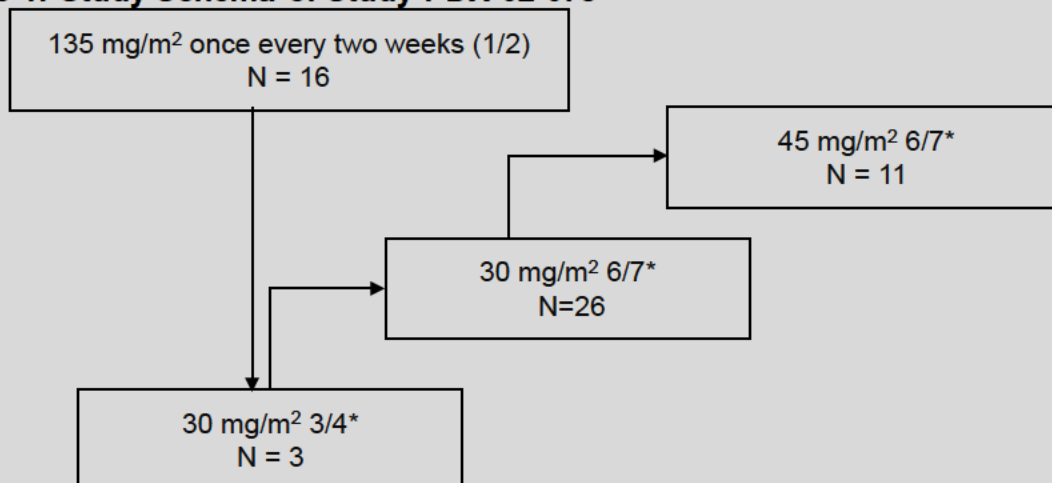 135 mg/m² once every two weeks (1/2)
N = 16
45 mg/m² 6/7*
N = 11
30 mg/m² 6/7*
N=26
30 mg/m² 3/4*
N = 3